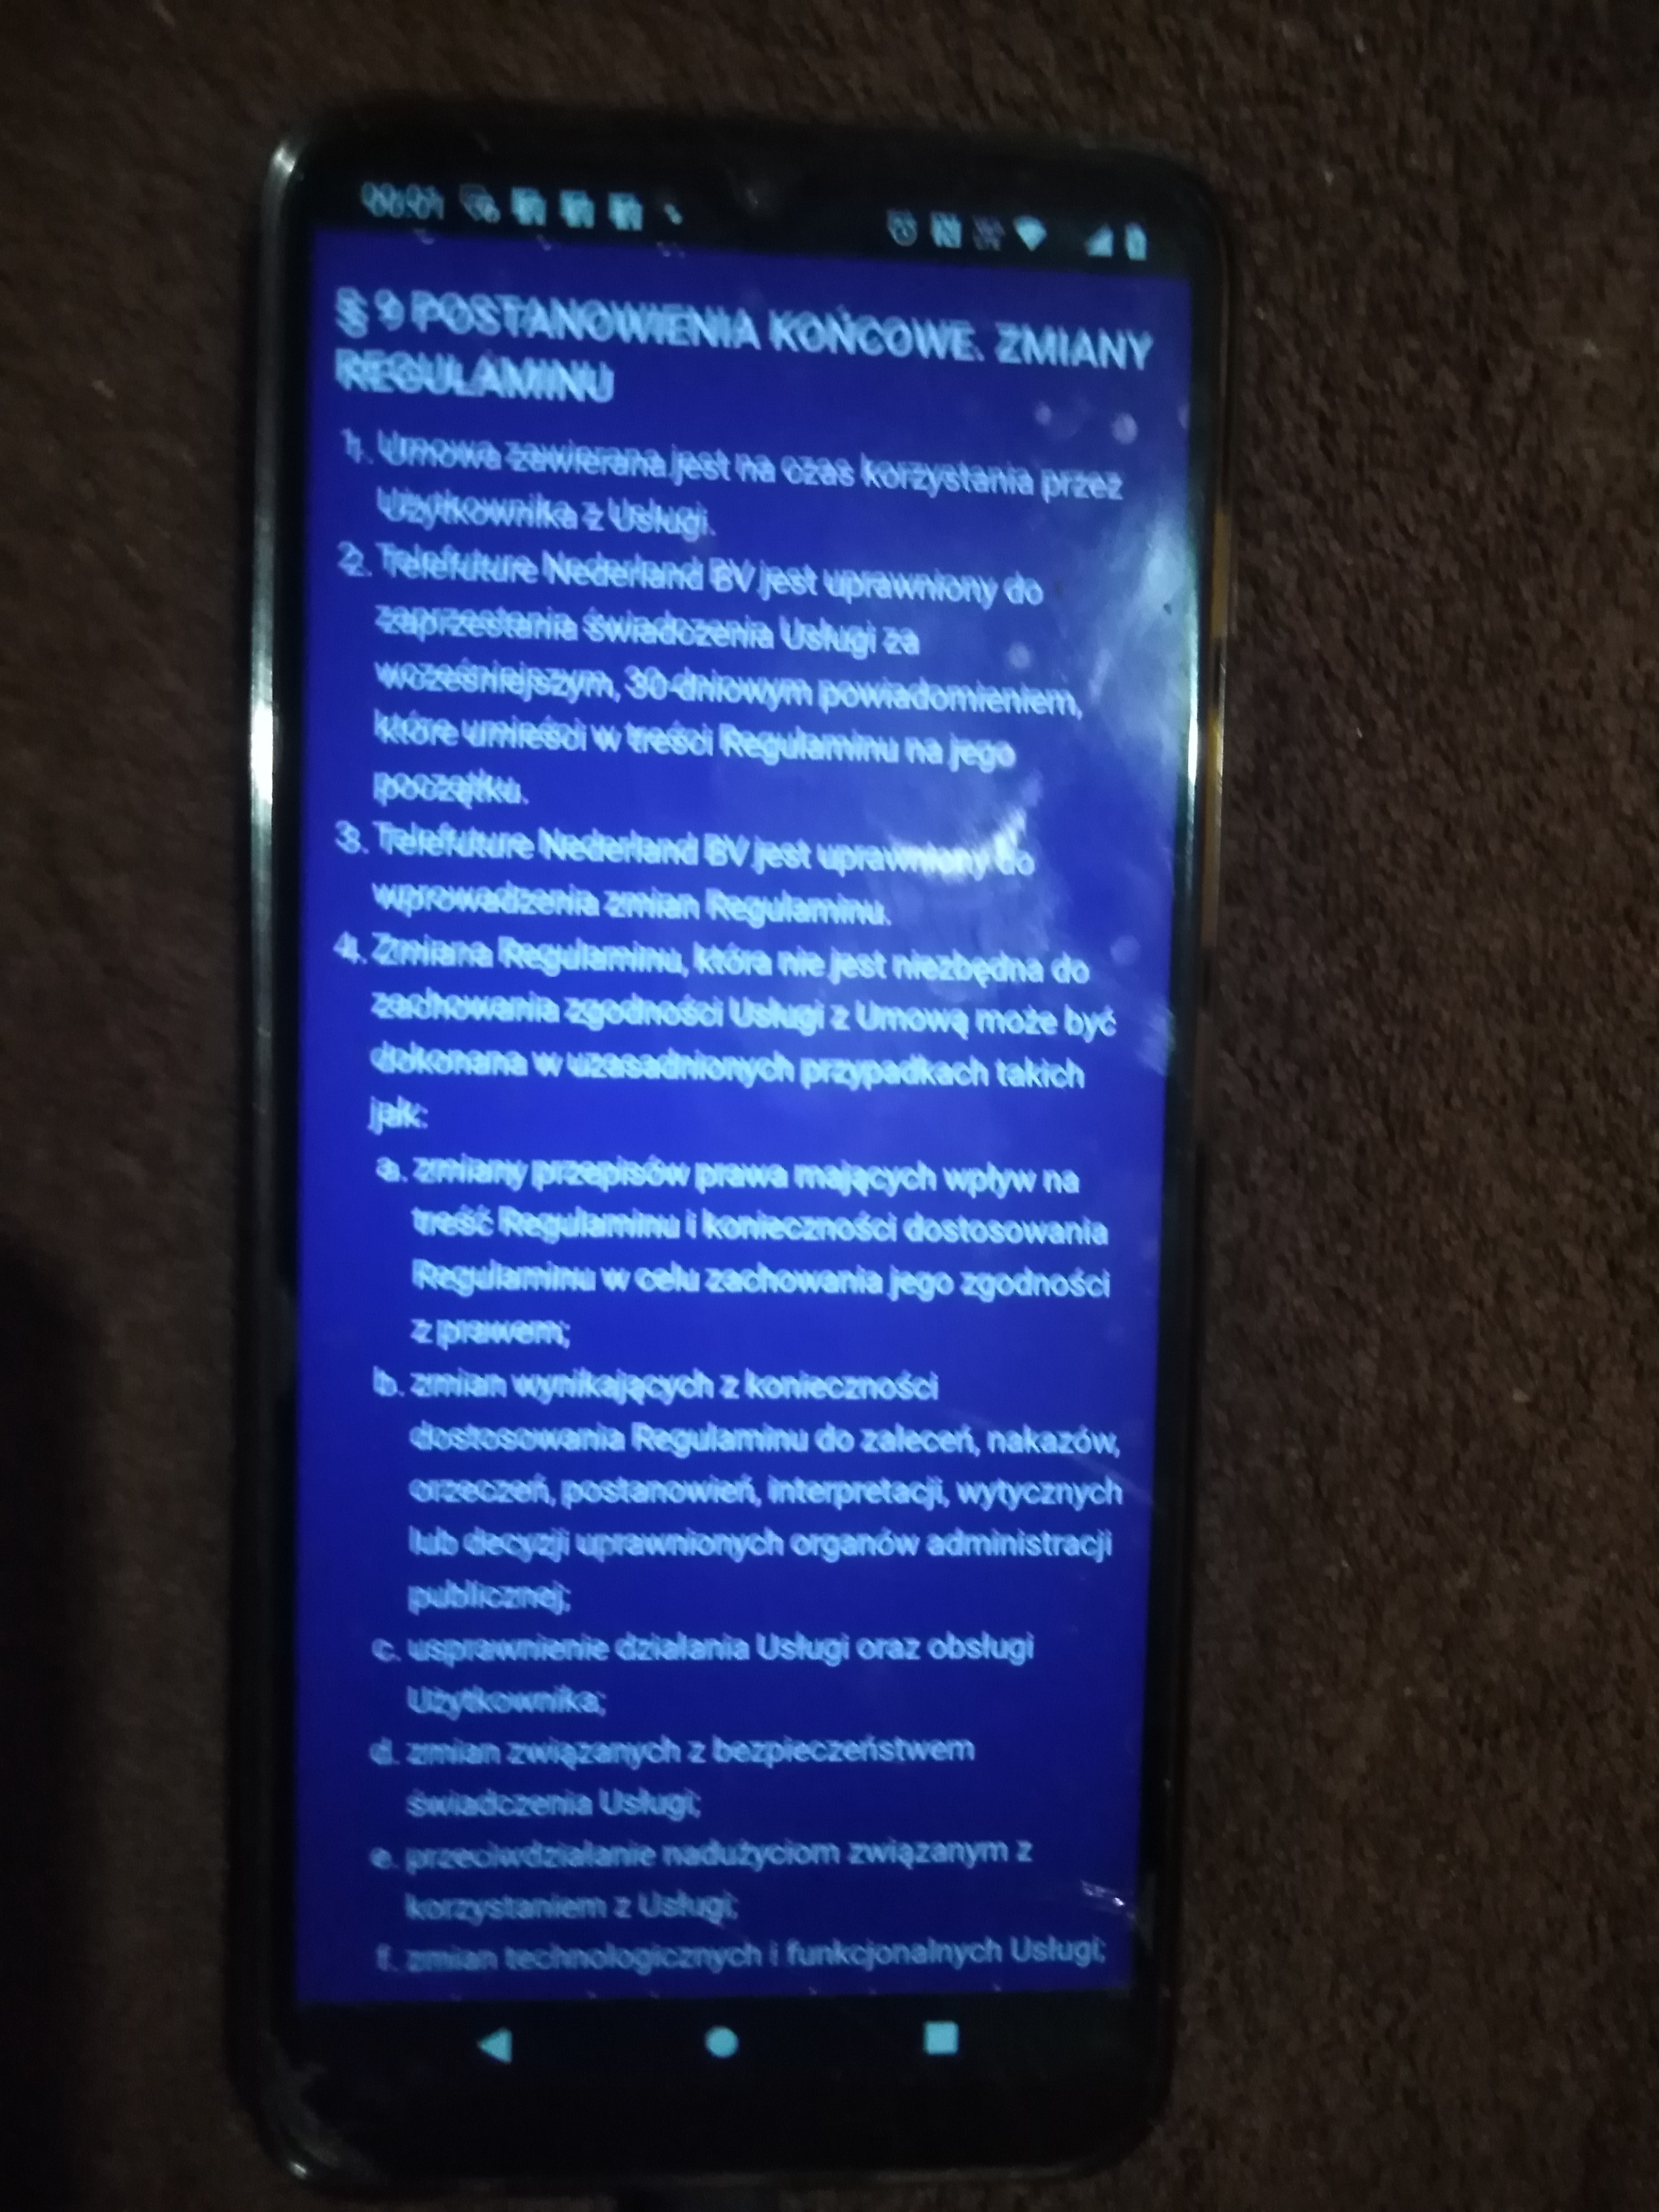 § 9 POSTANOWIENIA KOŃCOWE. ZMIANY
REGULAMINU
1. Umowa zawierana jest na czas korzystania przez
Użytkownika z Usługi.
2. Telefuture Nederland BV jest uprawniony do
zaprzestania świadczenia Usługi za
wcześniejszym, 30-dniowym powiadomieniem,
które umieści w treści Regulaminu na jego
początku.
3. Telefuture Nederland BV jest uprawniony do
wprowadzenia zmian Regulaminu.
4. Zmiana Regulaminu, która nie jest niezbędna do
zachowania zgodności Usługi z Umową może być
dokonana w uzasadnionych przypadkach takich
jak:
a. zmiany przepisów prawa mających wpływ na
treść Regulaminu i konieczności dostosowania
Regulaminu w celu zachowania jego zgodności
z prawem;
b. zmian wynikających z konieczności
dostosowania Regulaminu do zaleceń, nakazów,
orzeczeń, postanowień, interpretacji, wytycznych
lub decyzji uprawnionych organów administracji
publicznej;
c. usprawnienie działania Usługi oraz obsługi
Użytkownika;
d. zmian związanych z bezpieczeństwem
świadczenia Usługi;
e. przeciwdziałanie nadużyciom związanym z
korzystaniem z Usługi;
f. zmian technologicznych i funkcjonalnych Usługi;